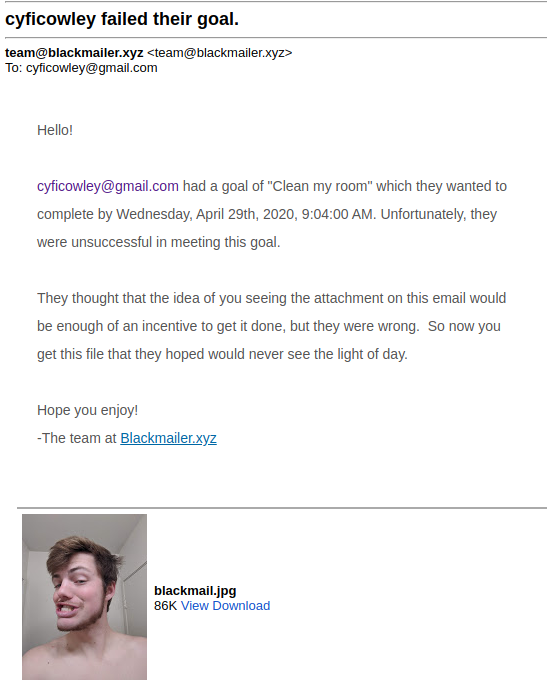 cyficowley failed their goal.
team@blackmailer.xyz <team@blackmailer.xyz>
To: cyficowley@gmail.com
Hello!
cyficowley@gmail.com had a goal of "Clean my room" which they wanted to
complete by Wednesday, April 29th, 2020, 9:04:00 AM. Unfortunately, they
were unsuccessful in meeting this goal.
They thought that the idea of you seeing the attachment on this email would
be enough of an incentive to get it done, but they were wrong.  So now you
get this file that they hoped would never see the light of day.
Hope you enjoy!
-The team at Blackmailer.xyz
blackmail.jpg
86K View Download